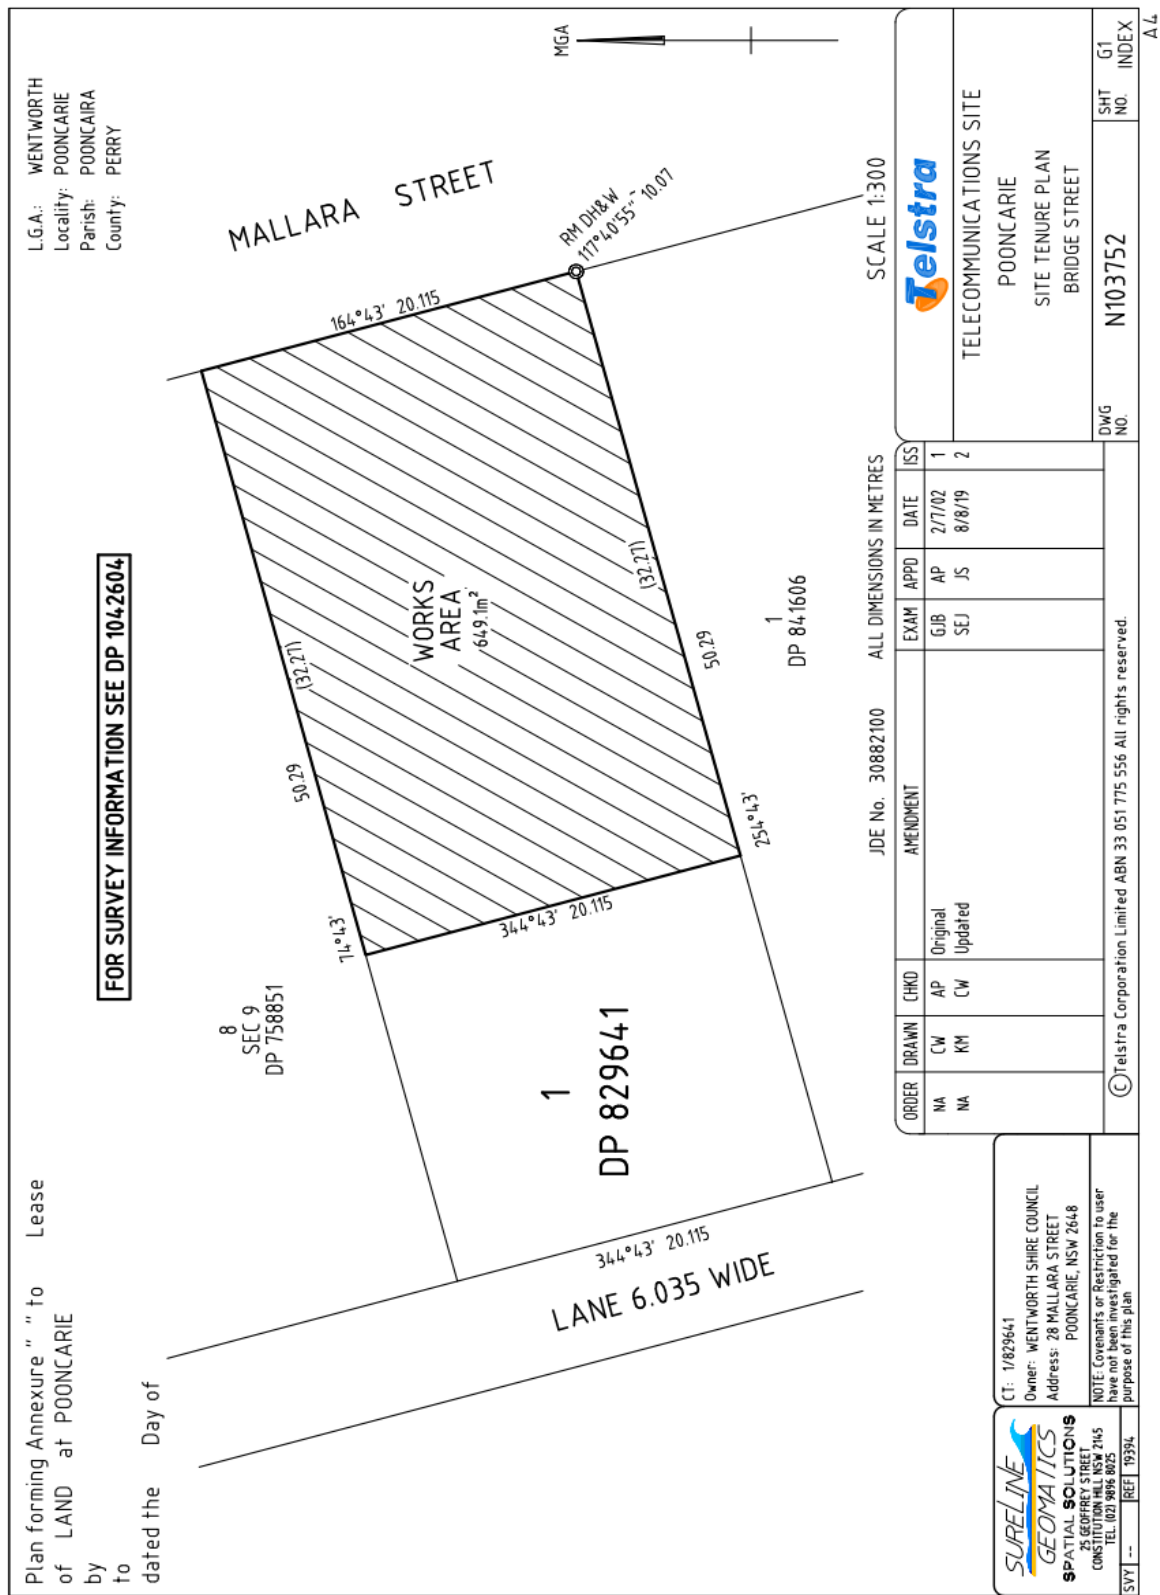 Plan forming Annexure " " to Lease
of LAND at POONCARIE
by
to
dated the Day of
FOR SURVEY INFORMATION SEE DP 1042604
L.G.A.: WENTWORTH
Locality: POONCARIE
Parish: POONCAIRA
County: PERRY
MGA
MALLARA STREET
RM DH&W
117°40'55" ~ 10.07
164°43' 20.115
(32.27)
50.29
74°43'
WORKS
AREA
649.1m²
(32.27)
50.29
254°43'
344°43' 20.115
8
SEC 9
DP 758851
1
DP 829641
1
DP 841606
344°43' 20.115
LANE 6.035 WIDE
JDE No. 30882100
ALL DIMENSIONS IN METRES
SCALE 1:300
SURELINE
GEOMATICS
SPATIAL SOLUTIONS
25 GEOFFREY STREET
CONSTITUTION HILL NSW 2145
TEL. (02) 9896 8025
SVY -- REF 19394
CT: 1/829641
Owner: WENTWORTH SHIRE COUNCIL
Address: 28 MALLARA STREET
POONCARIE, NSW 2648
NOTE: Covenants or Restriction to user
have not been investigated for the
purpose of this plan
ORDER DRAWN CHKD AMENDMENT EXAM APPD DATE ISS
NA CW AP Original GJB AP 2/7/02 1
NA KM CW Updated SEJ JS 8/8/19 2
© Telstra Corporation Limited ABN 33 051 775 556 All rights reserved.
Telstra
TELECOMMUNICATIONS SITE
POONCARIE
SITE TENURE PLAN
BRIDGE STREET
DWG NO. N103752
SHT NO. G1 INDEX
A4